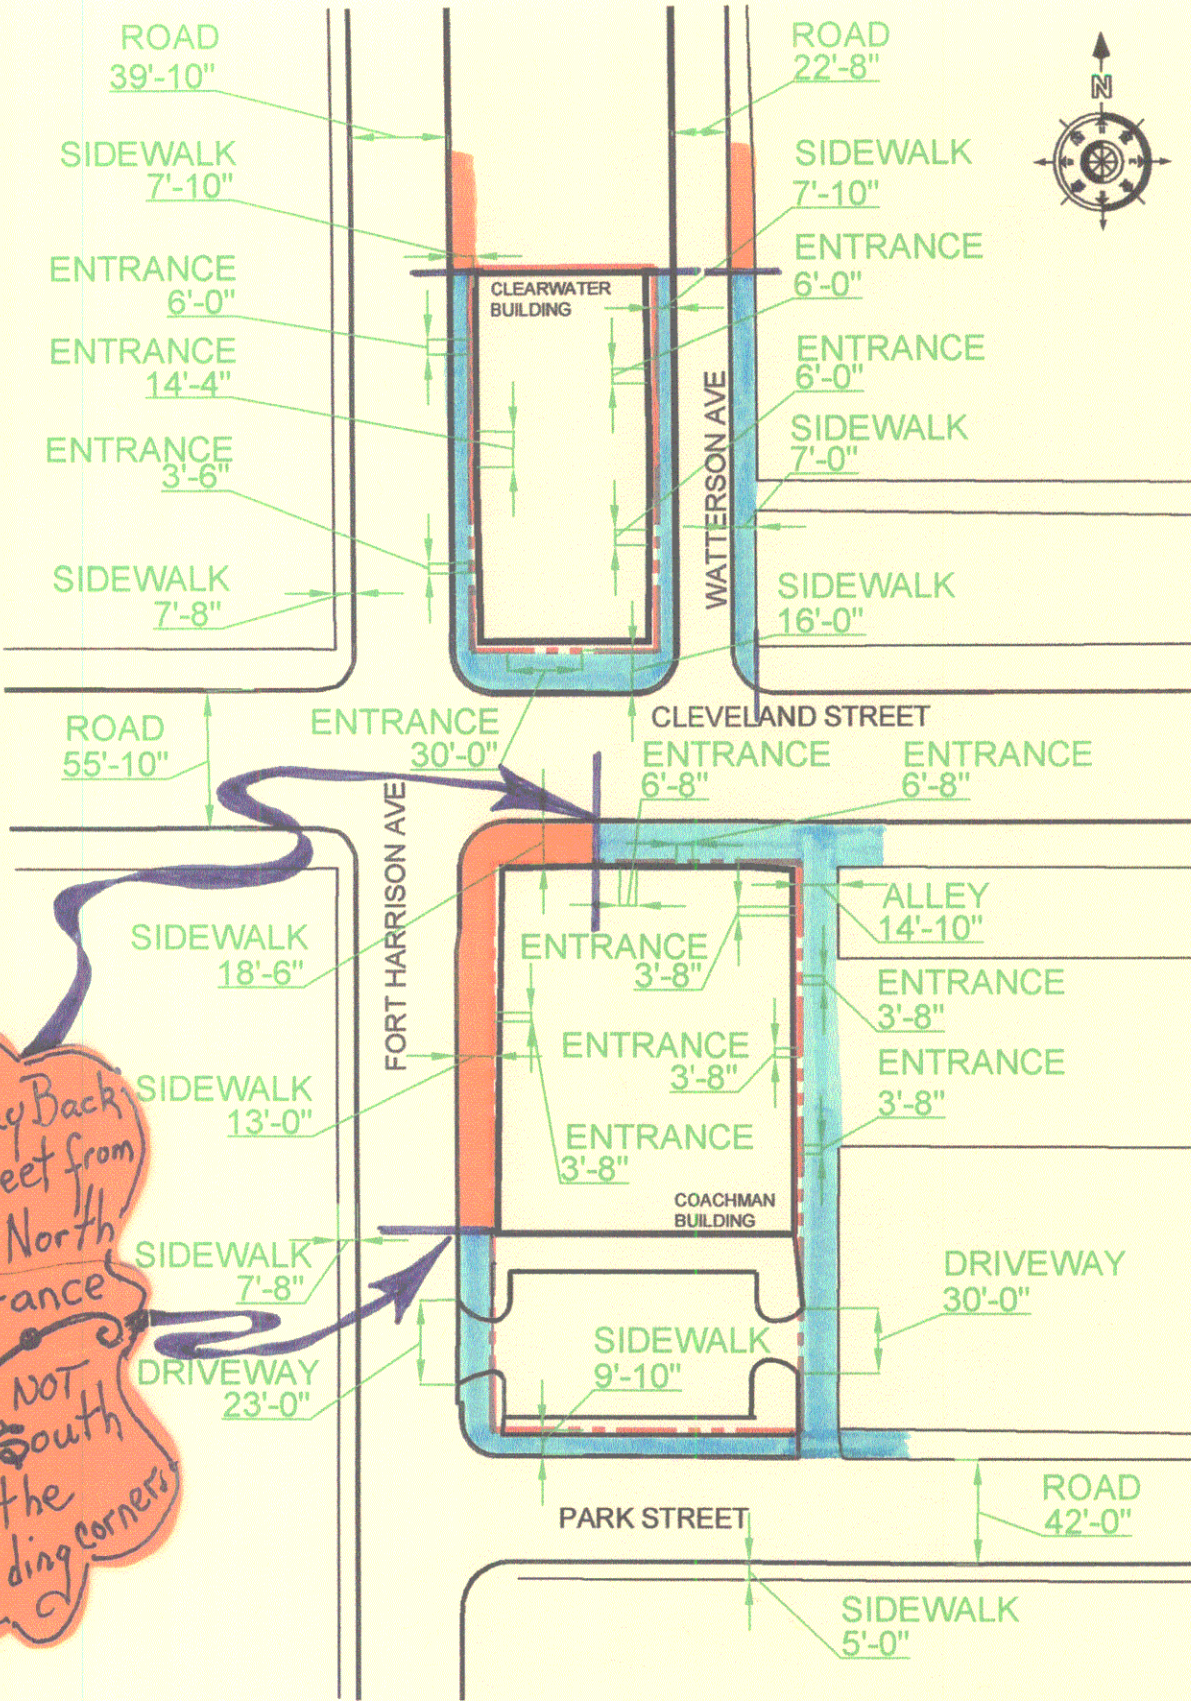 ROAD
39'-10"
ROAD
22'-8"
N
SIDEWALK
7'-10"
SIDEWALK
7'-10"
ENTRANCE
6'-0"
ENTRANCE
6'-0"
CLEARWATER
BUILDING
ENTRANCE
14'-4"
ENTRANCE
6'-0"
ENTRANCE
3'-6"
SIDEWALK
7'-0"
WATTERSON AVE
SIDEWALK
7'-8"
SIDEWALK
16'-0"
ROAD
55'-10"
ENTRANCE
30'-0"
CLEVELAND STREET
ENTRANCE
6'-8"
ENTRANCE
6'-8"
FORT HARRISON AVE
SIDEWALK
18'-6"
ALLEY
14'-10"
ENTRANCE
3'-8"
ENTRANCE
3'-8"
ENTRANCE
3'-8"
SIDEWALK
13'-0"
ENTRANCE
3'-8"
ENTRANCE
3'-8"
COACHMAN
BUILDING
Back
from
North
SIDEWALK
7'-8"
DRIVEWAY
30'-0"
NOT
South
the
corners
DRIVEWAY
23'-0"
SIDEWALK
9'-10"
PARK STREET
ROAD
42'-0"
SIDEWALK
5'-0"